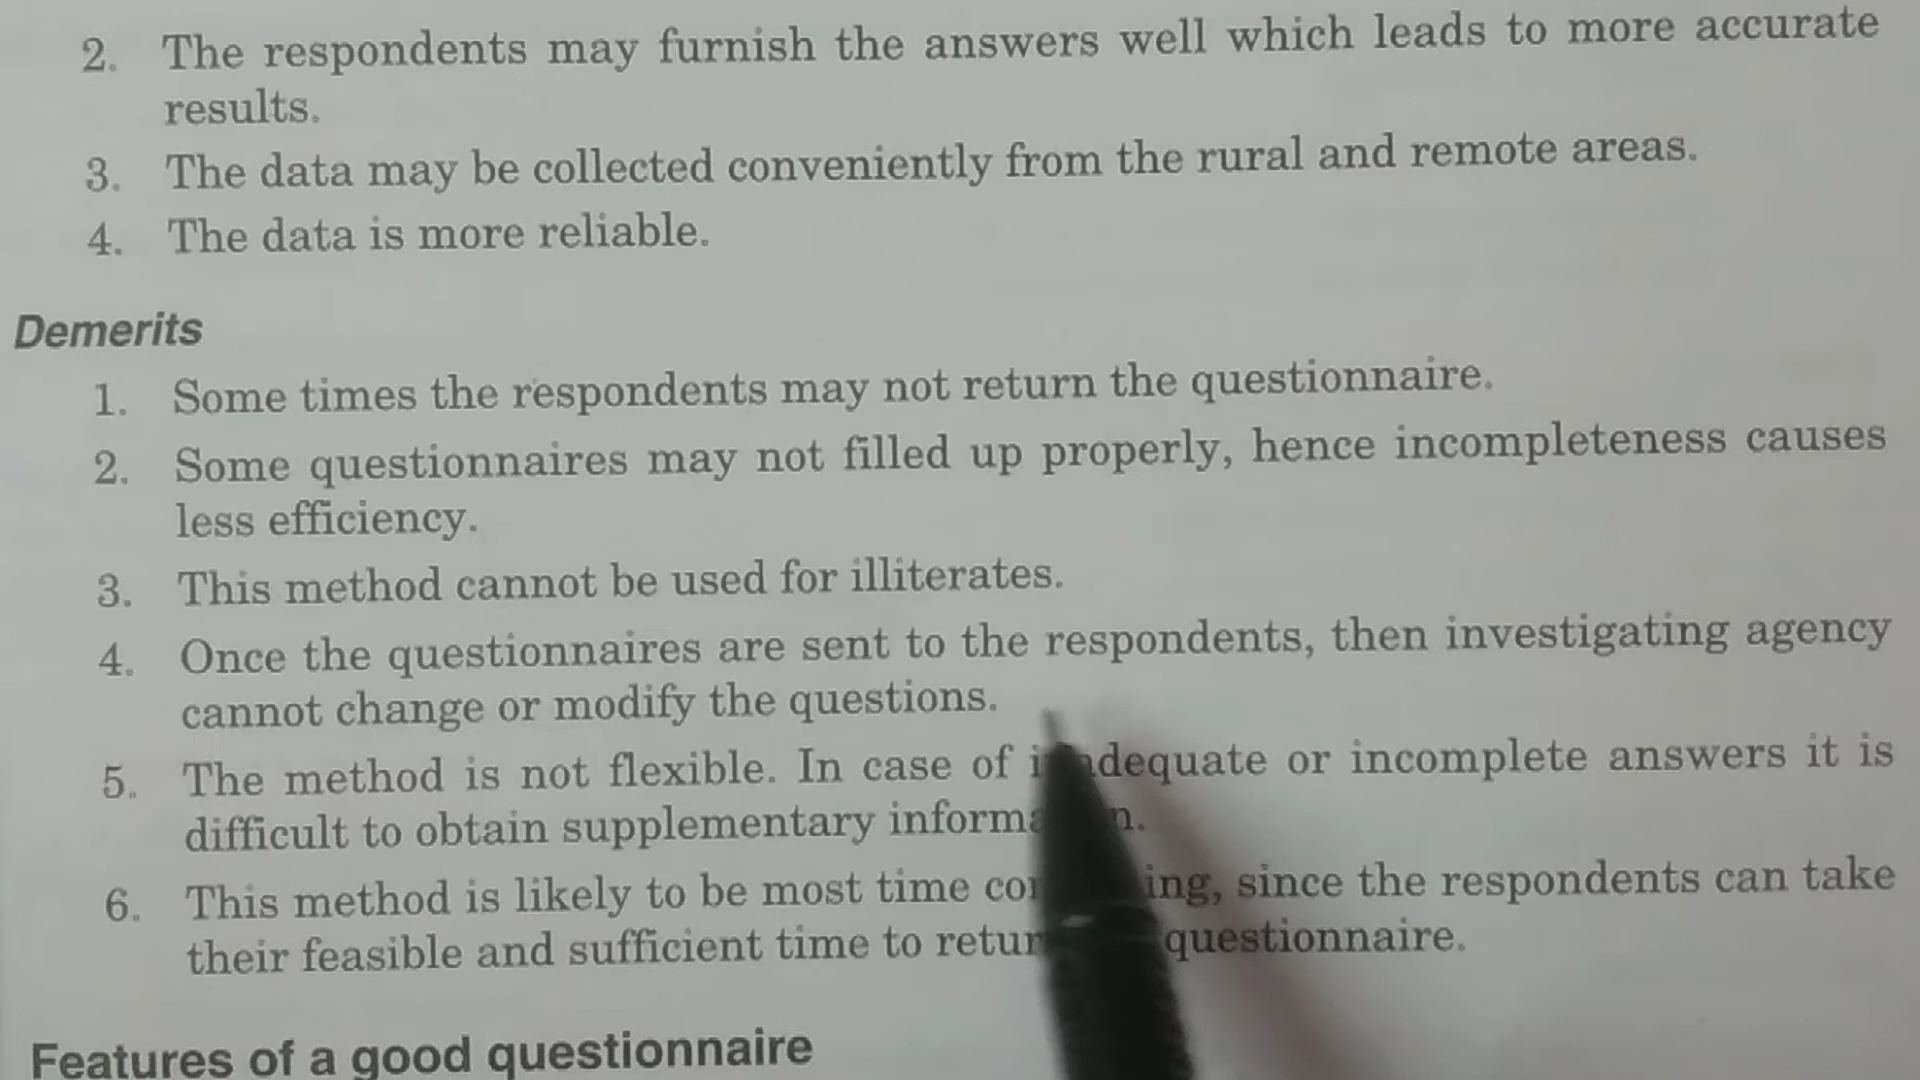 2. The respondents may furnish the answers well which leads to more accurate
results.
3. The data may be collected conveniently from the rural and remote areas.
4. The data is more reliable.
Demerits
1. Some times the respondents may not return the questionnaire.
2. Some questionnaires may not filled up properly, hence incompleteness causes
less efficiency.
3. This method cannot be used for illiterates.
4. Once the questionnaires are sent to the respondents, then investigating agency
cannot change or modify the questions.
5. The method is not flexible. In case of inadequate or incomplete answers it is
difficult to obtain supplementary information.
6. This method is likely to be most time consuming, since the respondents can take
their feasible and sufficient time to return questionnaire.
Features of a good questionnaire